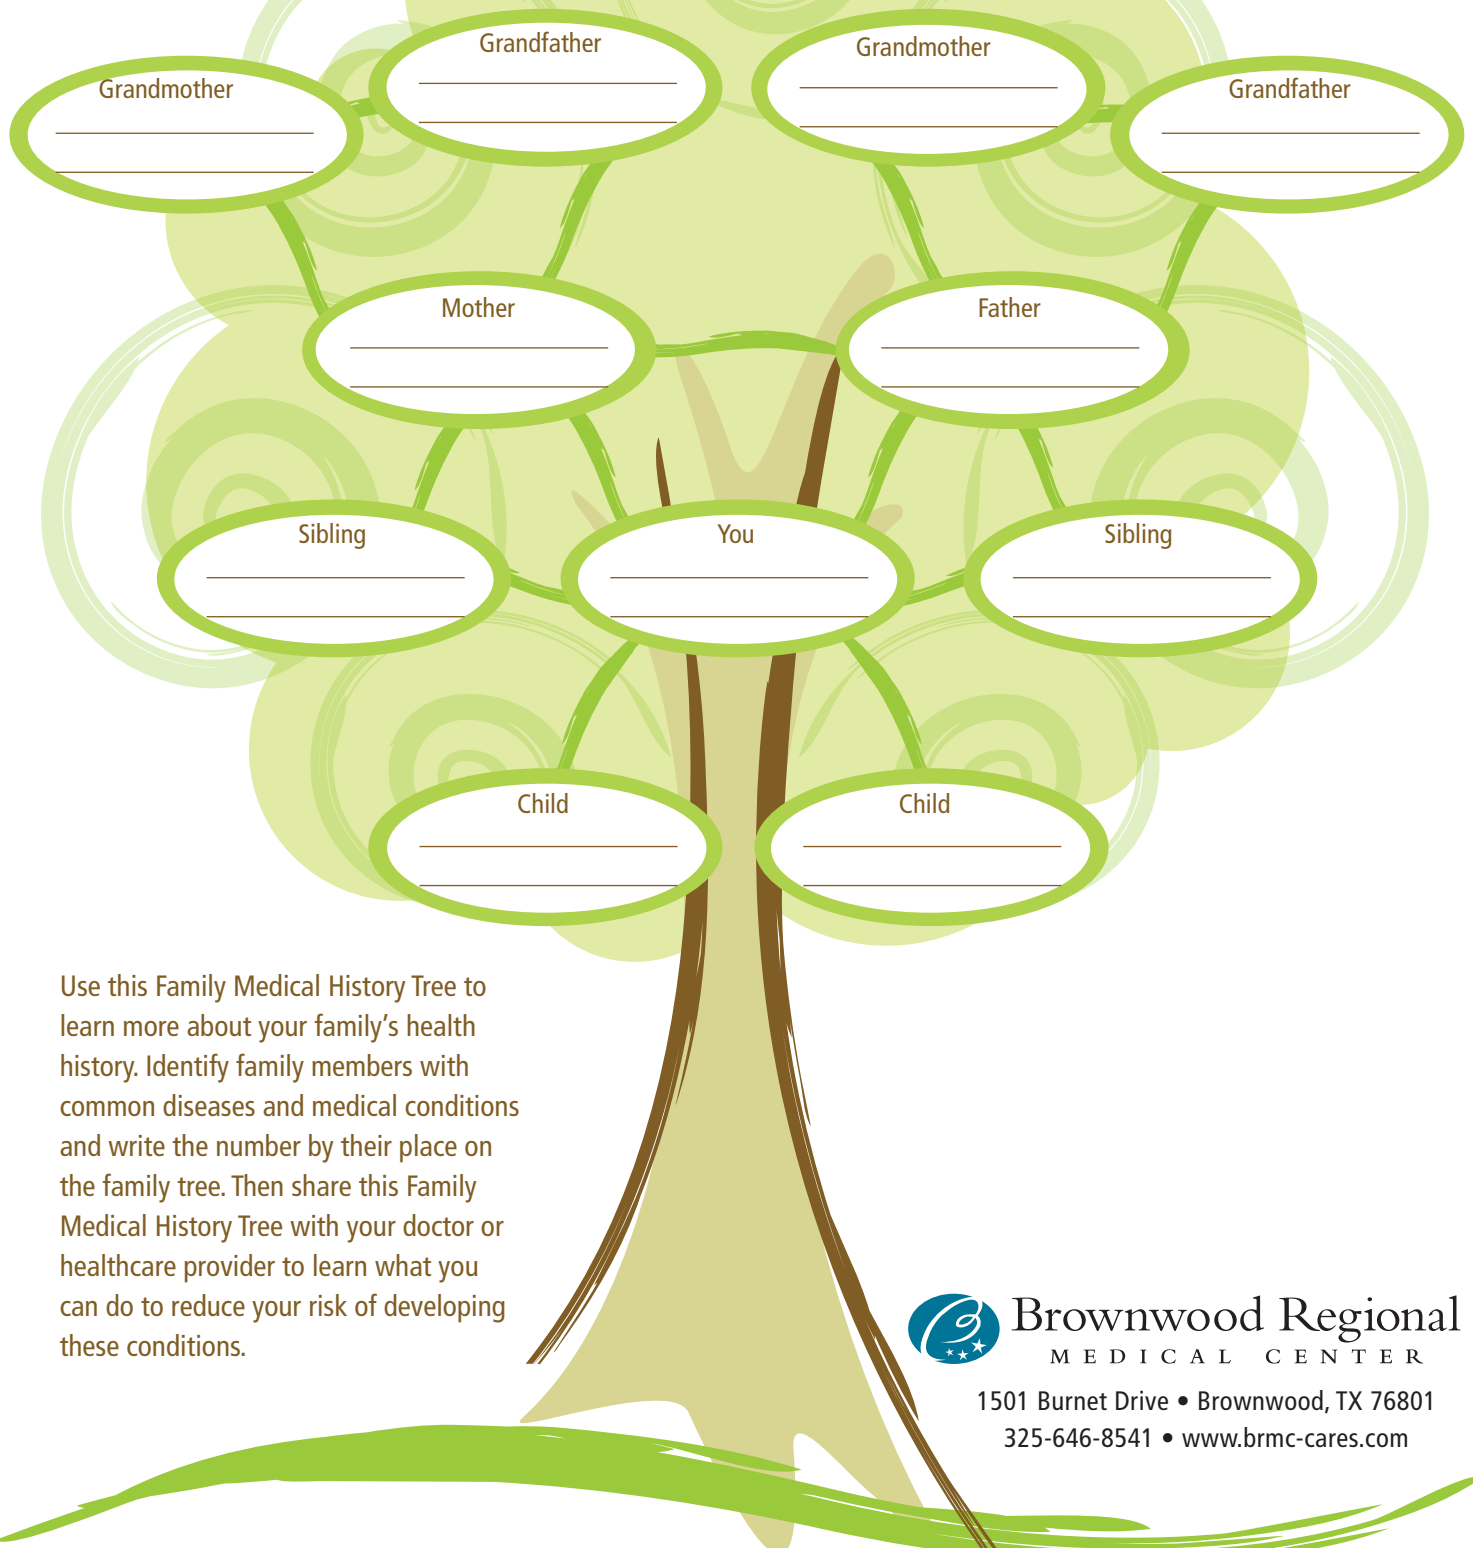 Grandfather
Grandmother
Grandmother
Grandfather
Mother
Father
Sibling
You
Sibling
Child
Child
Use this Family Medical History Tree to
learn more about your family’s health
history. Identify family members with
common diseases and medical conditions
and write the number by their place on
the family tree. Then share this Family
Medical History Tree with your doctor or
healthcare provider to learn what you
can do to reduce your risk of developing
these conditions.
Brownwood Regional
MEDICAL CENTER
1501 Burnet Drive • Brownwood, TX 76801
325-646-8541 • www.brmc-cares.com